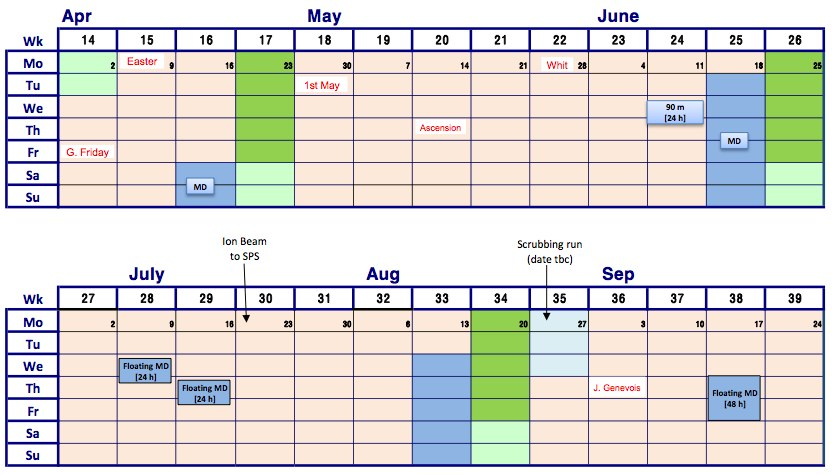 Apr May June
Wk 14 15 16 17 18 19 20 21 22 23 24 25 26
Mo 2 Easter 9 16 23 30 7 14 21 Whit 28 4 11 18 25
Tu 1st May
We 90 m
[24 h]
Th Ascension
MD
Fr G. Friday
Sa
MD
Su
Ion Beam
to SPS
Scrubbing run
(date tbc)
July Aug Sep
Wk 27 28 29 30 31 32 33 34 35 36 37 38 39
Mo 2 9 16 23 30 6 13 20 27 3 10 17 24
Tu
We Floating MD
[24 h]
Th Floating MD
[24 h]
J. Genevois
Floating MD
[48 h]
Fr
Sa
Su